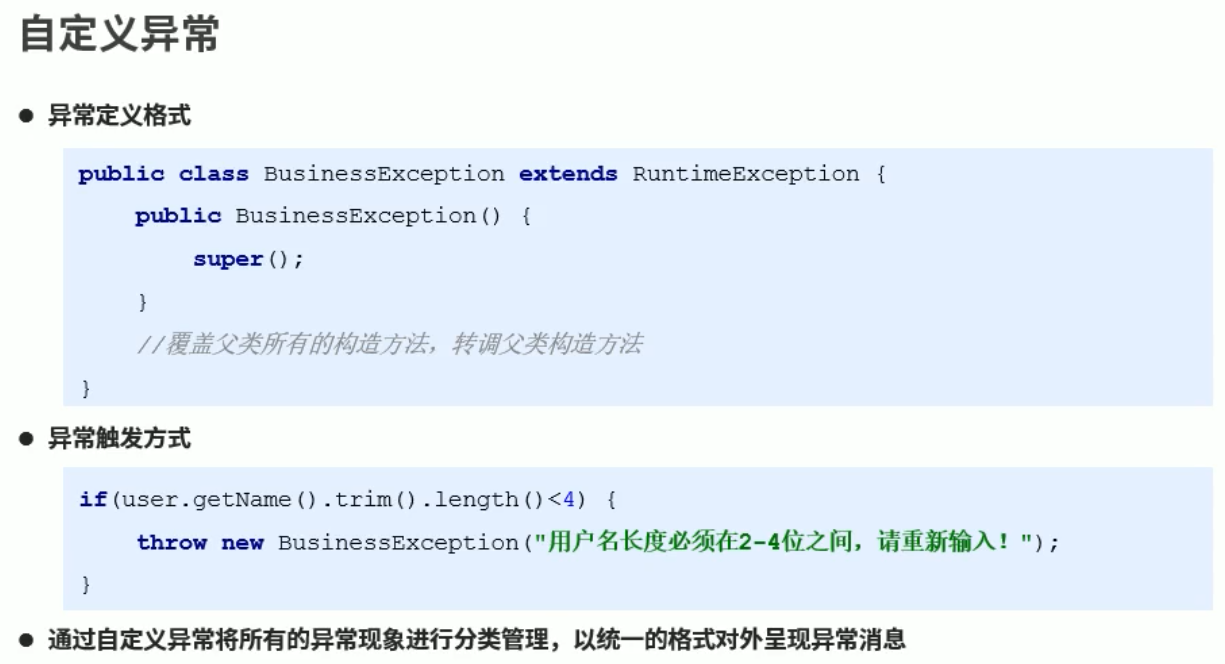 自定义异常
● 异常定义格式
public class BusinessException extends RuntimeException {
    public BusinessException() {
        super();
    }
    //覆盖父类所有的构造方法，转调父类构造方法
}
● 异常触发方式
if(user.getName().trim().length()<4) {
    throw new BusinessException("用户名长度必须在2-4位之间，请重新输入！");
}
● 通过自定义异常将所有的异常现象进行分类管理，以统一的格式对外呈现异常消息